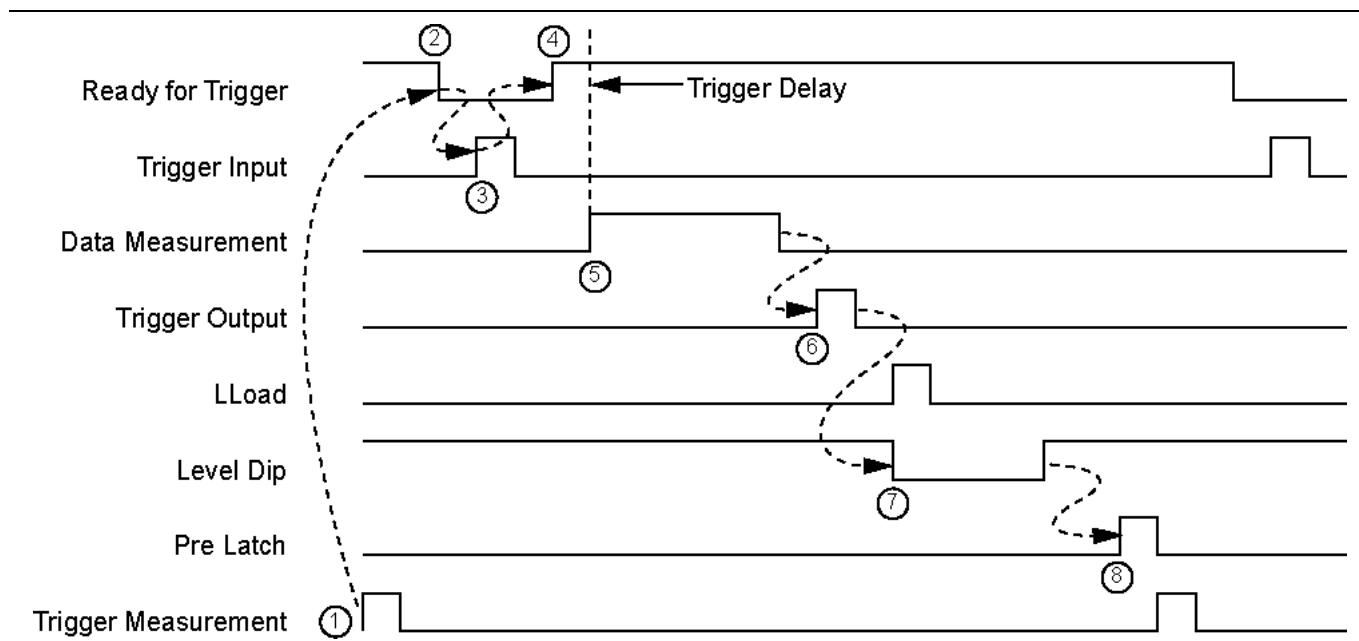 ② ④
Ready for Trigger
Trigger Delay
Trigger Input
③
Data Measurement
⑤
Trigger Output
⑥
LLoad
Level Dip
⑦
Pre Latch
⑧
Trigger Measurement ①